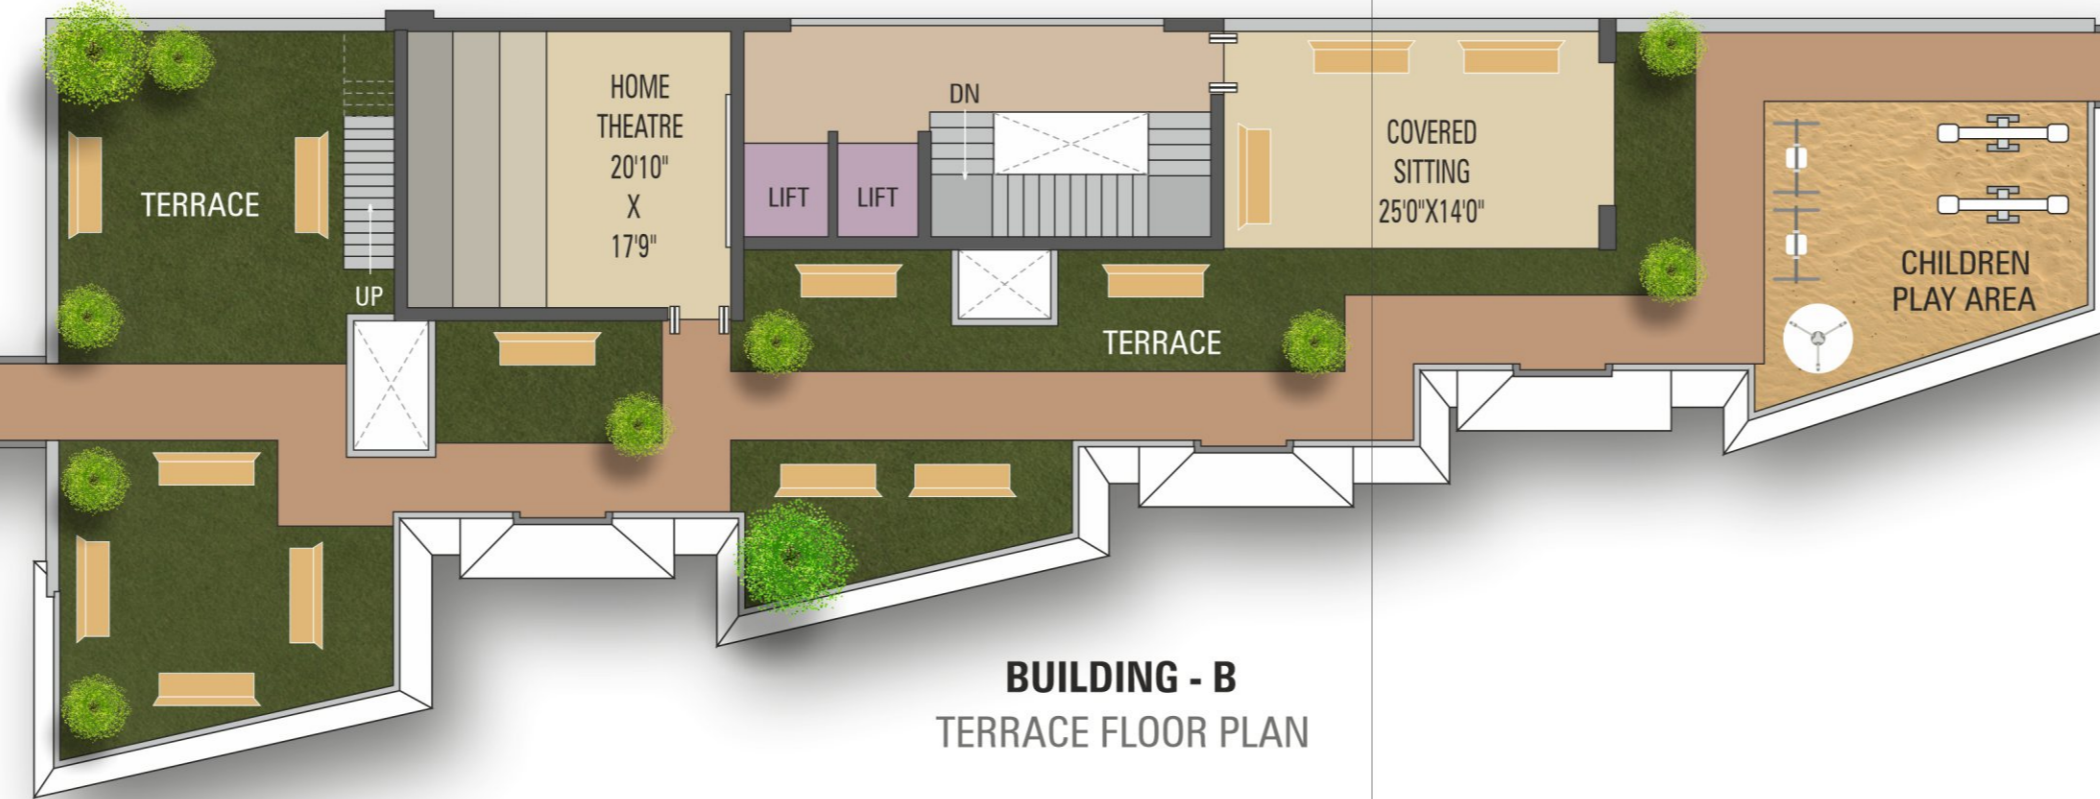 HOME
THEATRE
20'10"
X
17'9"
DN
COVERED
SITTING
25'0"X14'0"
LIFT
LIFT
TERRACE
UP
CHILDREN
PLAY AREA
TERRACE
BUILDING - B
TERRACE FLOOR PLAN